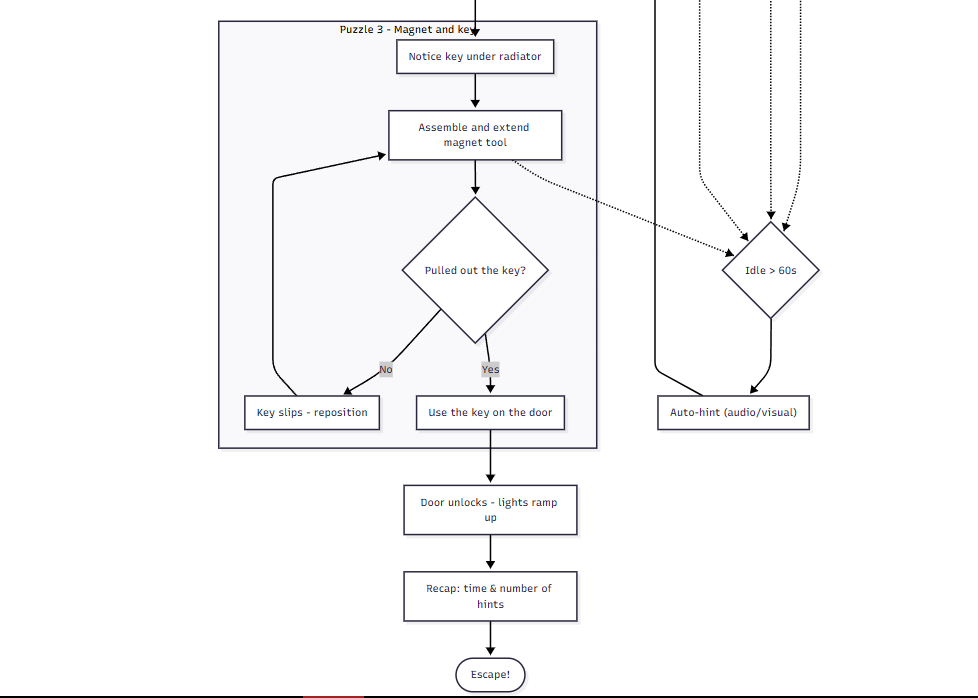 Puzzle 3 - Magnet and key
Notice key under radiator
Assemble and extend
magnet tool
Pulled out the key?
Idle > 60s
No
Yes
Key slips - reposition
Use the key on the door
Auto-hint (audio/visual)
Door unlocks - lights ramp
up
Recap: time & number of
hints
Escape!